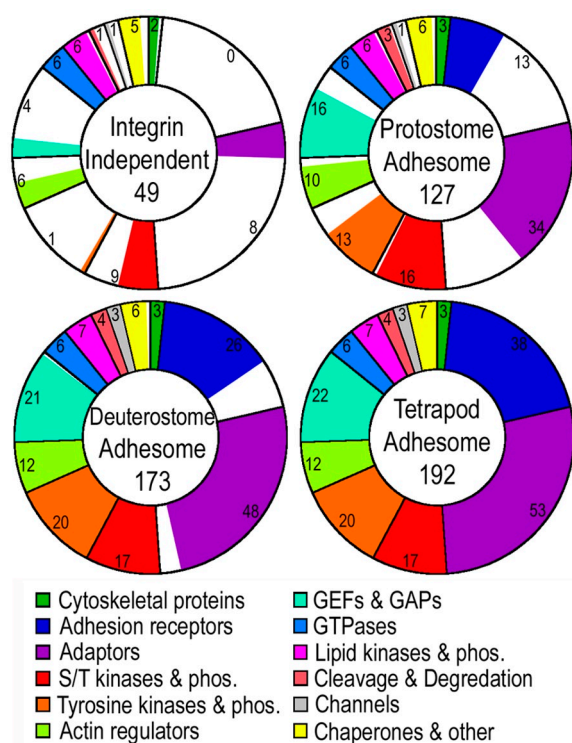 2
0
8
9
1
6
4
6
6
1
1
5
Integrin
Independent
49
3
13
34
16
13
10
16
6
6
3
1
6
Protostome
Adhesome
127
3
26
48
17
20
12
21
6
7
4
3
6
Deuterostome
Adhesome
173
3
38
53
17
20
12
22
6
7
4
3
7
Tetrapod
Adhesome
192
Cytoskeletal proteins
Adhesion receptors
Adaptors
S/T kinases & phos.
Tyrosine kinases & phos.
Actin regulators
GEFs & GAPs
GTPases
Lipid kinases & phos.
Cleavage & Degredation
Channels
Chaperones & other